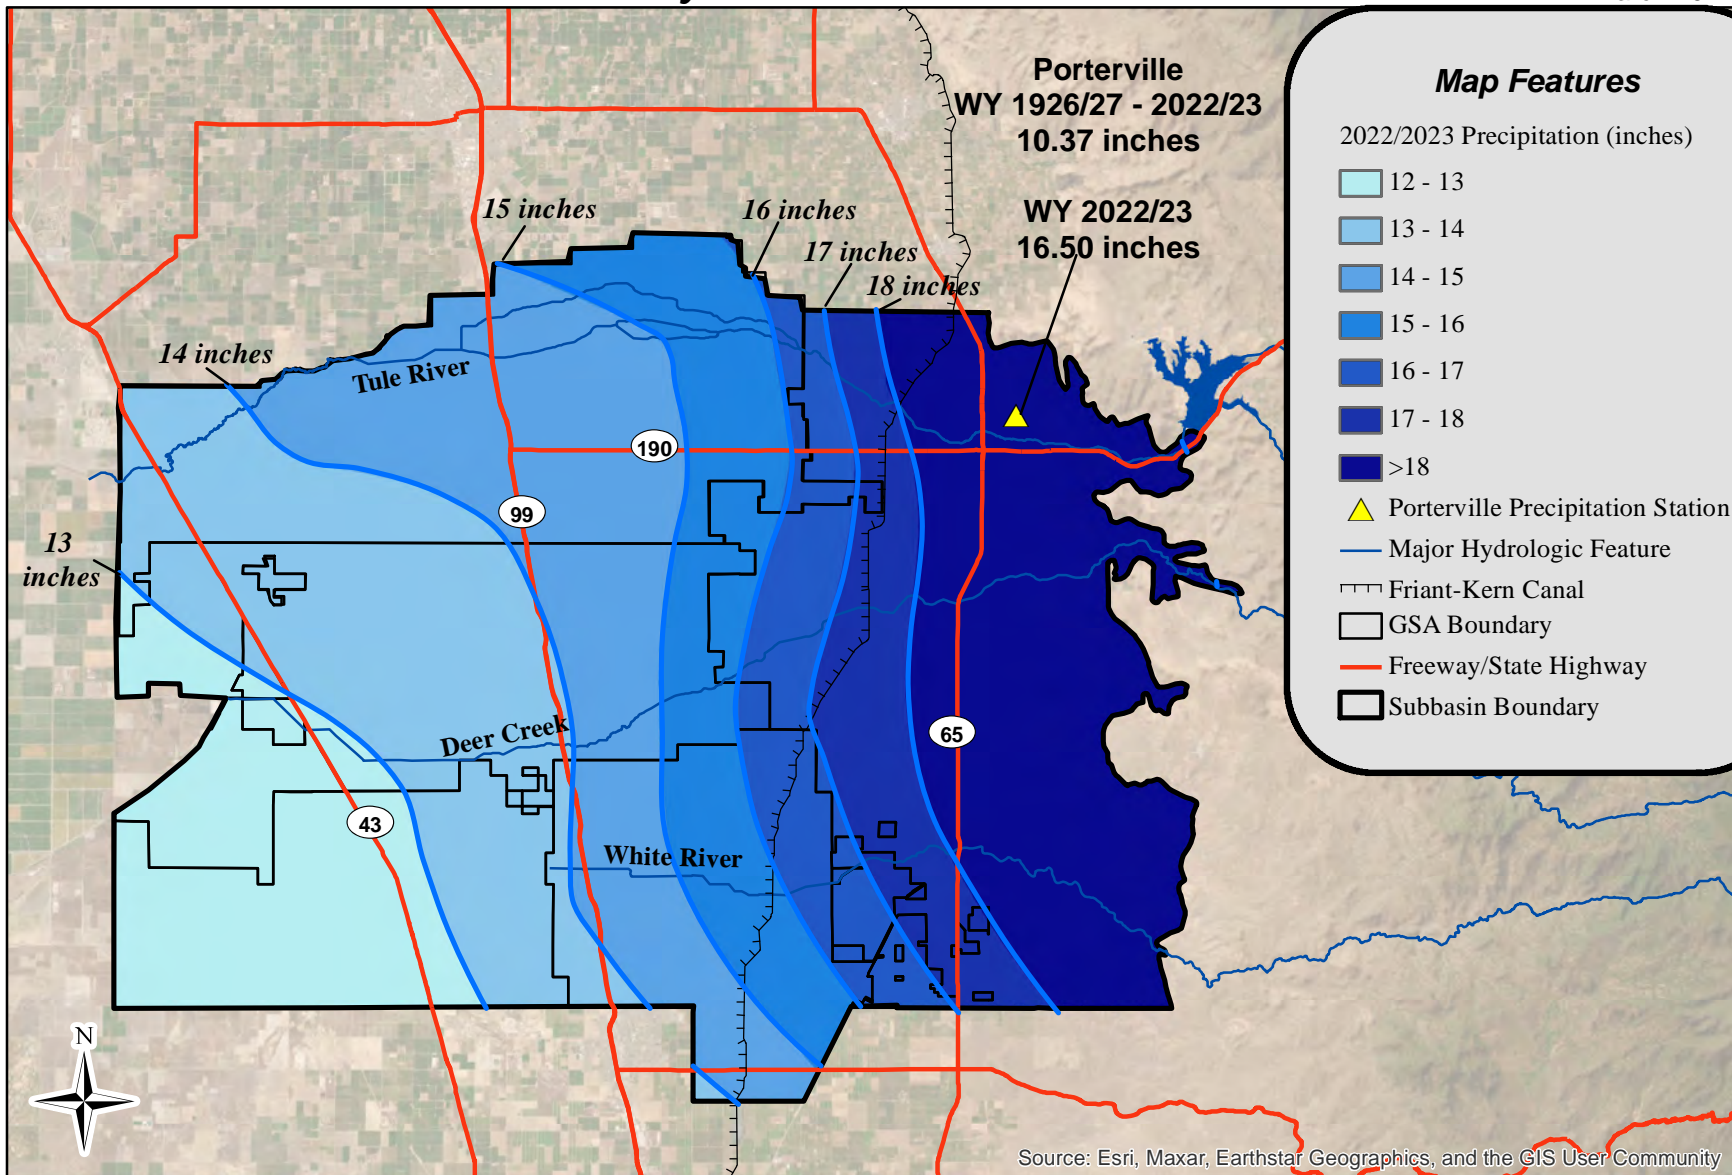 Porterville
WY 1926/27 - 2022/23
10.37 inches
WY 2022/23
16.50 inches
15 inches
16 inches
17 inches
18 inches
14 inches
Tule River
190
99
13
inches
Deer Creek
65
43
White River
N
Map Features
2022/2023 Precipitation (inches)
12 - 13
13 - 14
14 - 15
15 - 16
16 - 17
17 - 18
>18
Porterville Precipitation Station
Major Hydrologic Feature
Friant-Kern Canal
GSA Boundary
Freeway/State Highway
Subbasin Boundary
Source: Esri, Maxar, Earthstar Geographics, and the GIS User Community